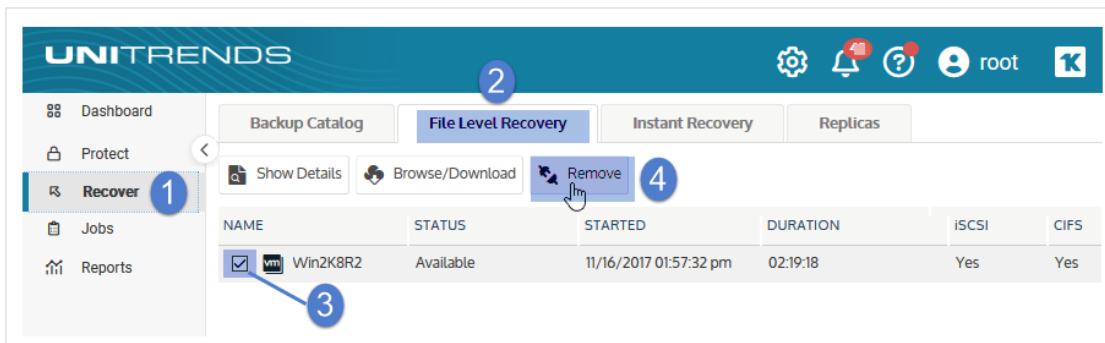 UNITRENDS
40 root
2
Dashboard
Backup Catalog File Level Recovery Instant Recovery Replicas
Protect
Show Details Browse/Download Remove 4
Recover 1
Jobs
NAME STATUS STARTED DURATION iSCSI CIFS
Reports
vm Win2K8R2 Available 11/16/2017 01:57:32 pm 02:19:18 Yes Yes
3